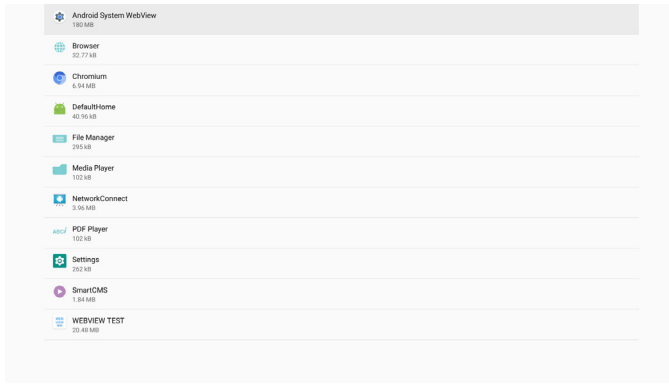 Android System WebView
180 MB
Browser
32.77 kB
Chromium
6.94 MB
DefaultHome
40.96 kB
File Manager
295 kB
Media Player
102 kB
NetworkConnect
3.96 MB
PDF Player
102 kB
Settings
262 kB
SmartCMS
1.84 MB
WEBVIEW TEST
20.48 MB